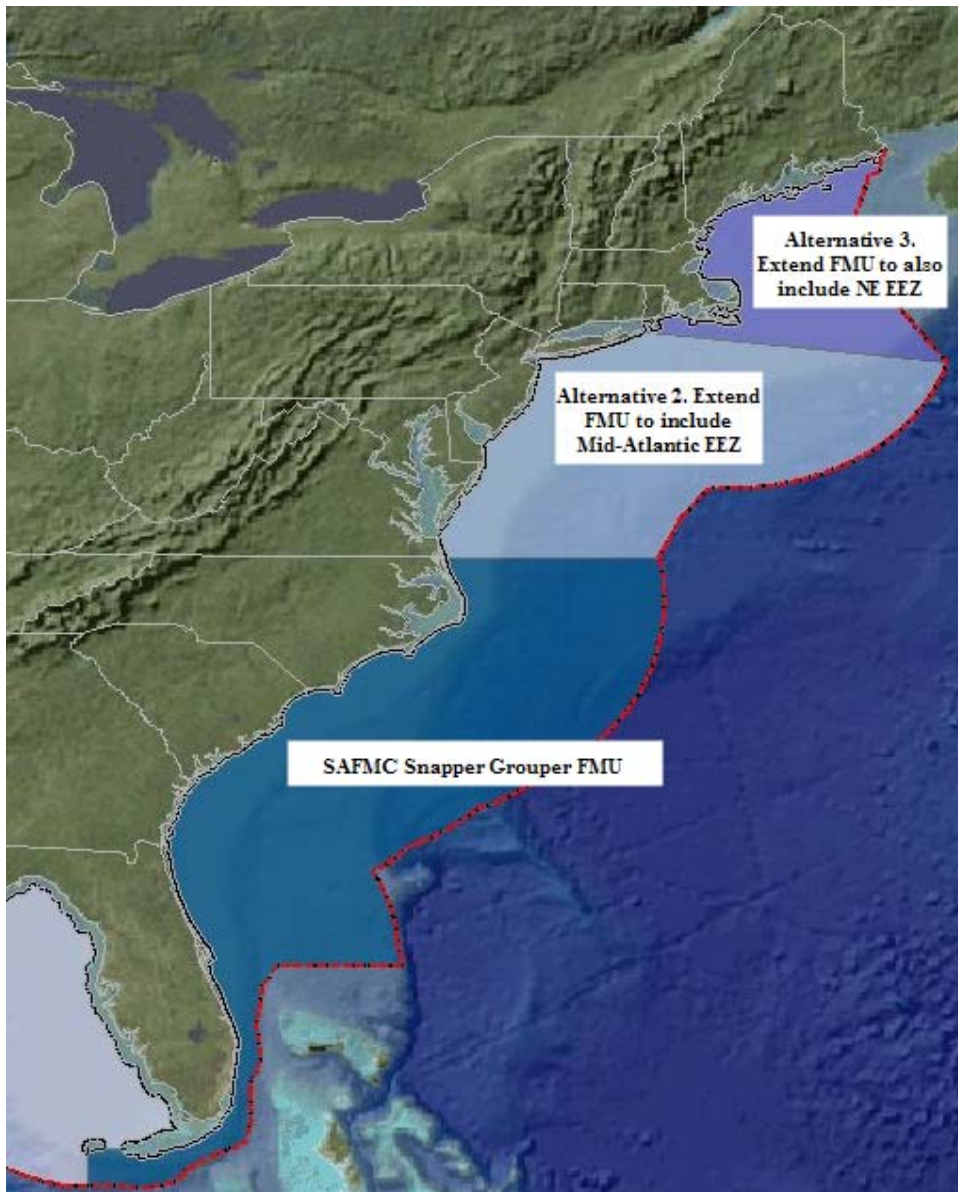 Alternative 3.
Extend FMU to also
include NE EEZ
Alternative 2. Extend
FMU to include
Mid-Atlantic EEZ
SAFMC Snapper Grouper FMU